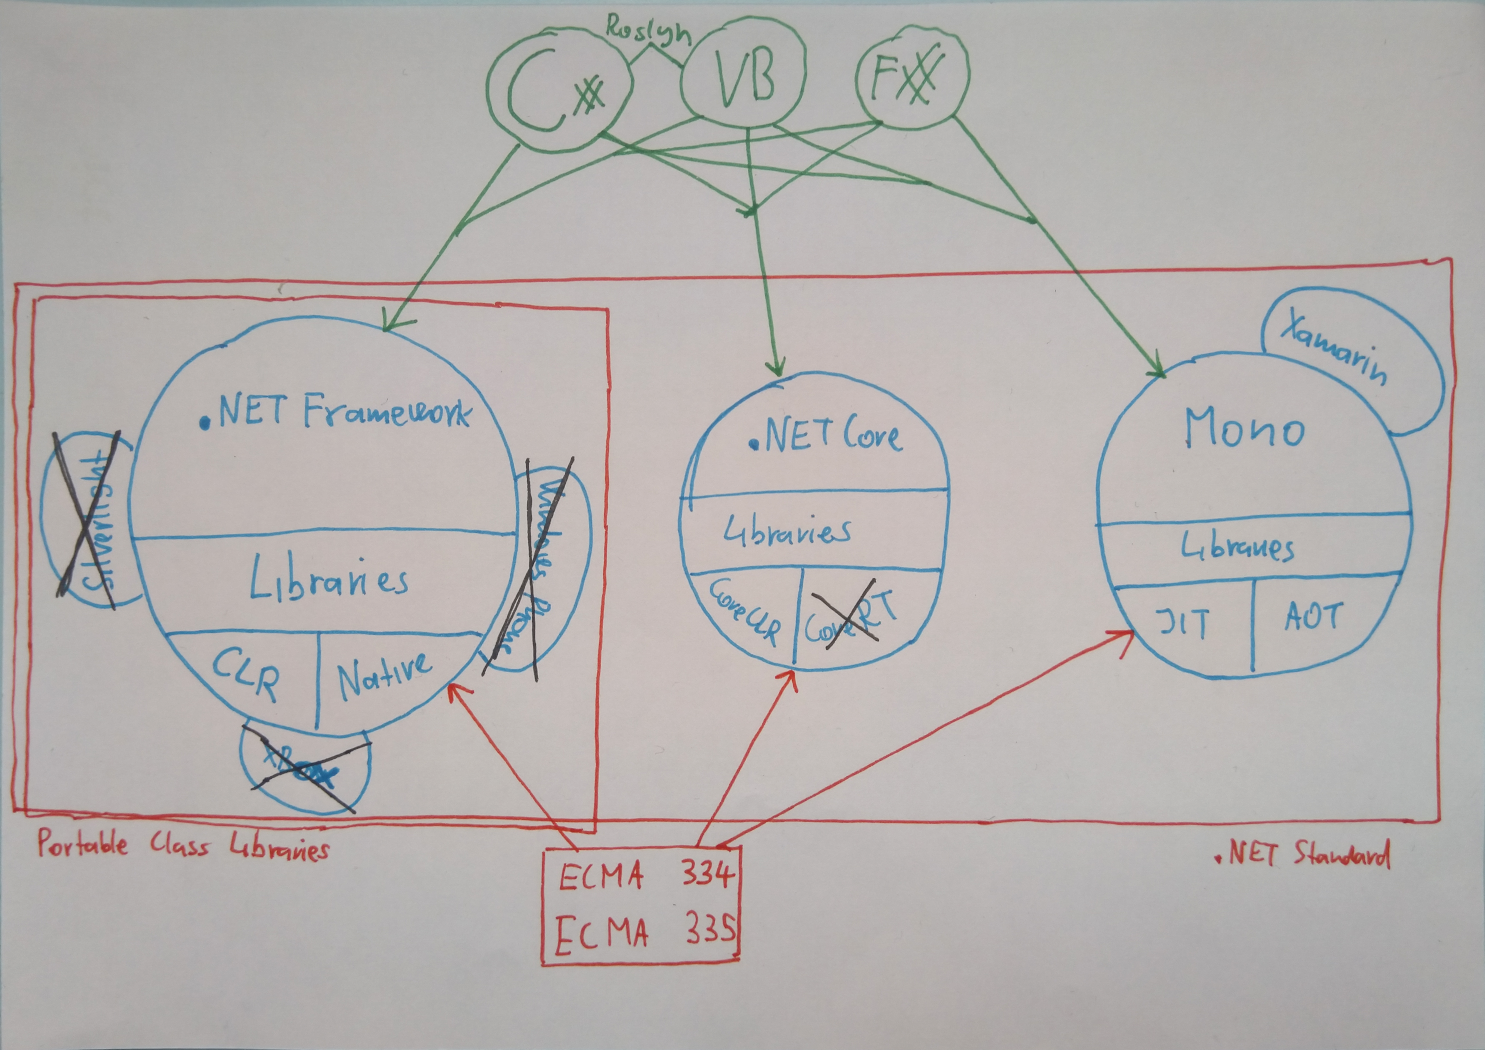 Roslyn
C#
VB
F#
Xamarin
.NET Framework
.NET Core
Mono
Silverlight
Windows Phone
Libraries
Libraries
Libraries
CLR
Native
CoreCLR
CoreRT
JIT
AOT
XBox
Portable Class Libraries
.NET Standard
ECMA 334
ECMA 335